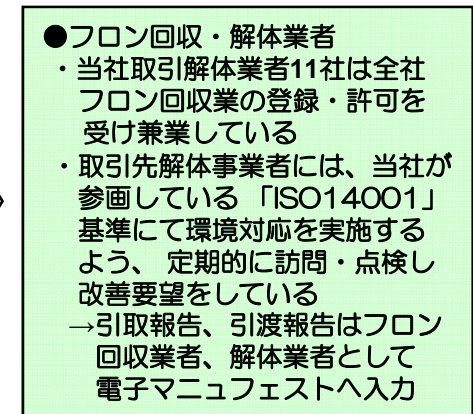 ●フロン回収・解体業者
・当社取引解体業者11社は全社
フロン回収業の登録・許可を
受け兼業している
・取引先解体事業者には、当社が
参画している 「ISO14001」
基準にて環境対応を実施する
よう、 定期的に訪問・点検し
改善要望をしている
→引取報告、引渡報告はフロン
回収業者、解体業者として
電子マニュフェストへ入力